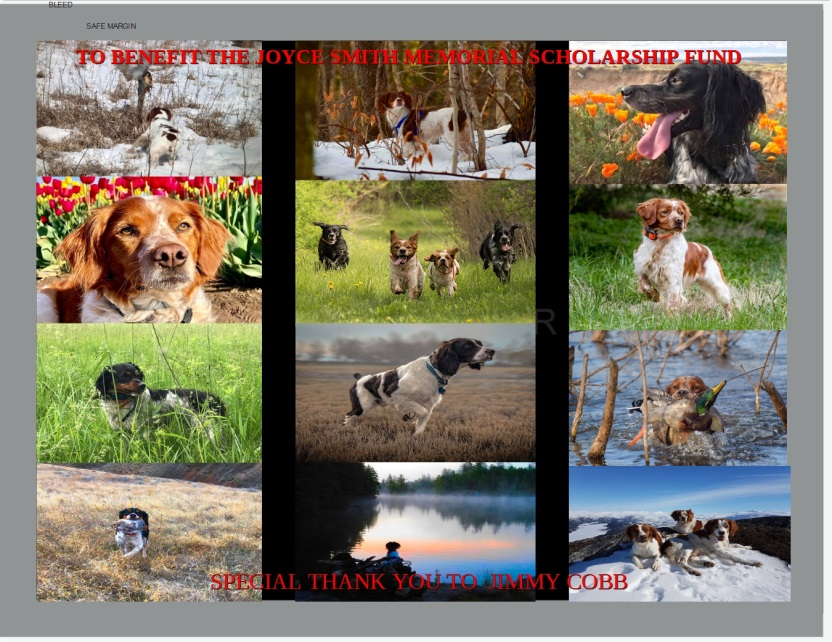 BLEED
SAFE MARGIN
TO BENEFIT THE JOYCE SMITH MEMORIAL SCHOLARSHIP FUND
R
SPECIAL THANK YOU TO JIMMY COBB